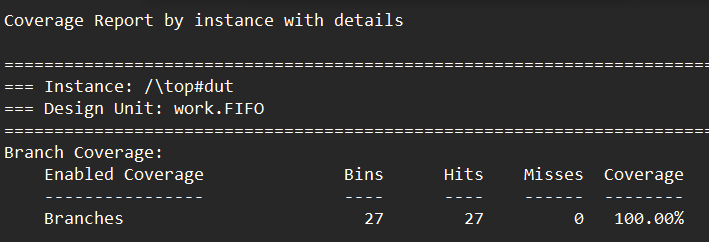 Coverage Report by instance with details
=======================================================================
=== Instance: /\top#dut
=== Design Unit: work.FIFO
=======================================================================
Branch Coverage:
    Enabled Coverage              Bins      Hits    Misses  Coverage
    ----------------              ----      ----    ------  --------
    Branches                        27        27         0   100.00%